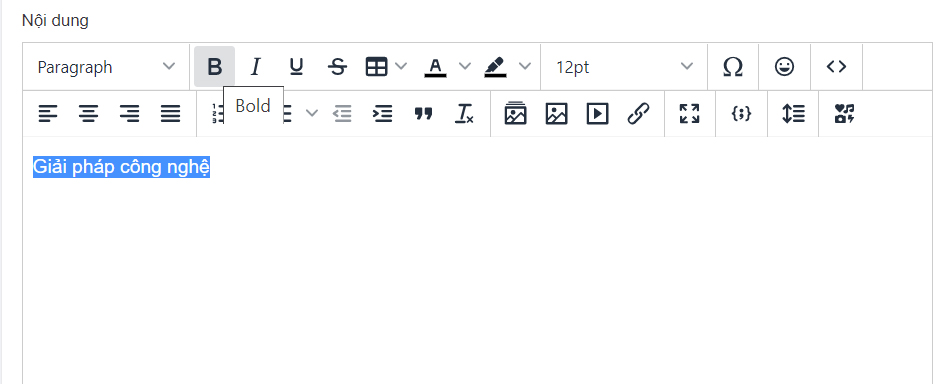 Nội dung
Paragraph B I U S A 12pt Ω
Bold
Giải pháp công nghệ